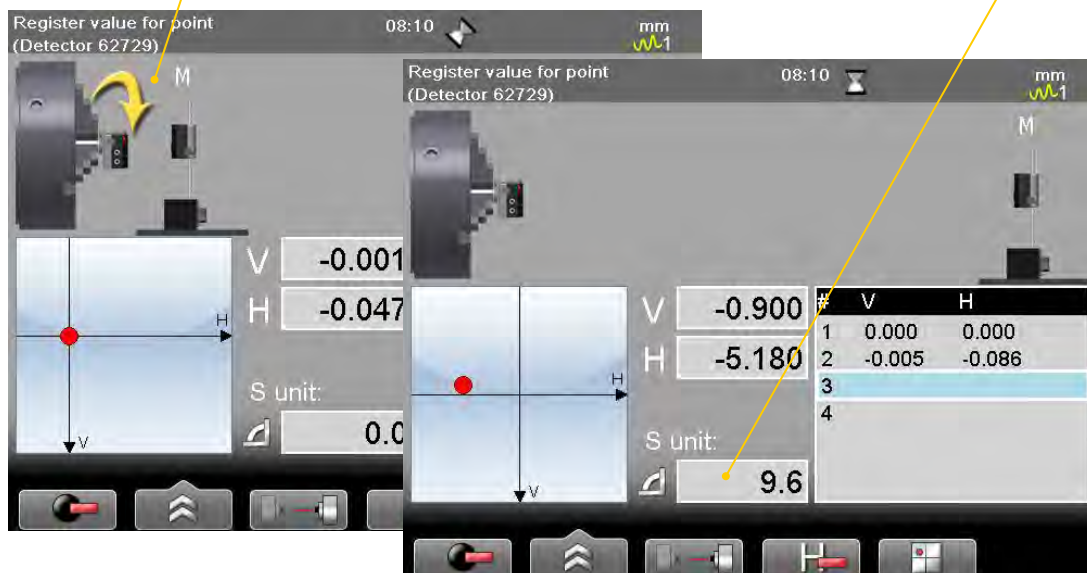 Register value for point
(Detector 62729)
08:10
mm
1
M
V
-0.001
H
-0.047
H
V
S unit:
0.0
Register value for point
(Detector 62729)
08:10
mm
1
M
V
-0.900
H
-5.180
H
V
S unit:
9.6
# V H
1 0.000 0.000
2 -0.005 -0.086
3
4
H